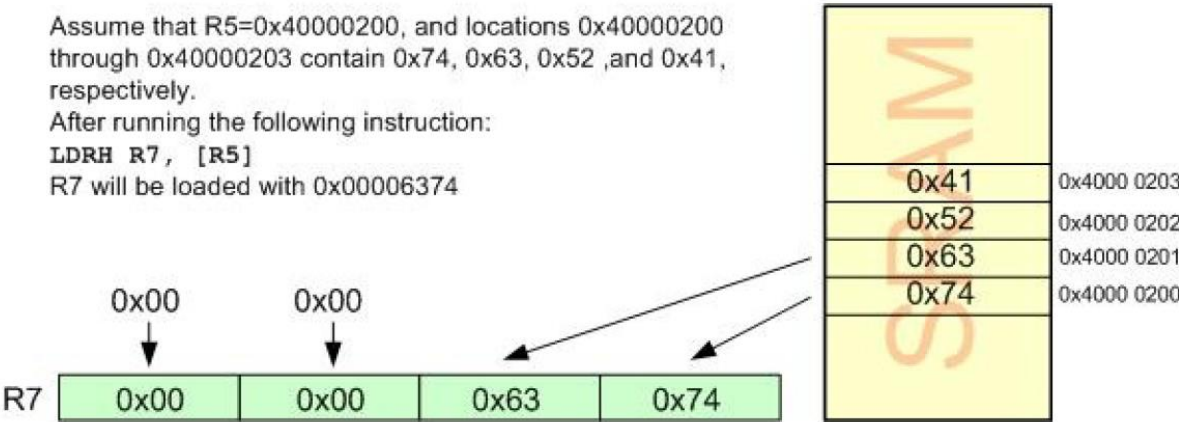 Assume that R5=0x40000200, and locations 0x40000200
through 0x40000203 contain 0x74, 0x63, 0x52 ,and 0x41,
respectively.
After running the following instruction:
LDRH R7, [R5]
R7 will be loaded with 0x00006374
SRAM
0x41 0x4000 0203
0x52 0x4000 0202
0x63 0x4000 0201
0x74 0x4000 0200
0x00 0x00
R7 0x00 0x00 0x63 0x74